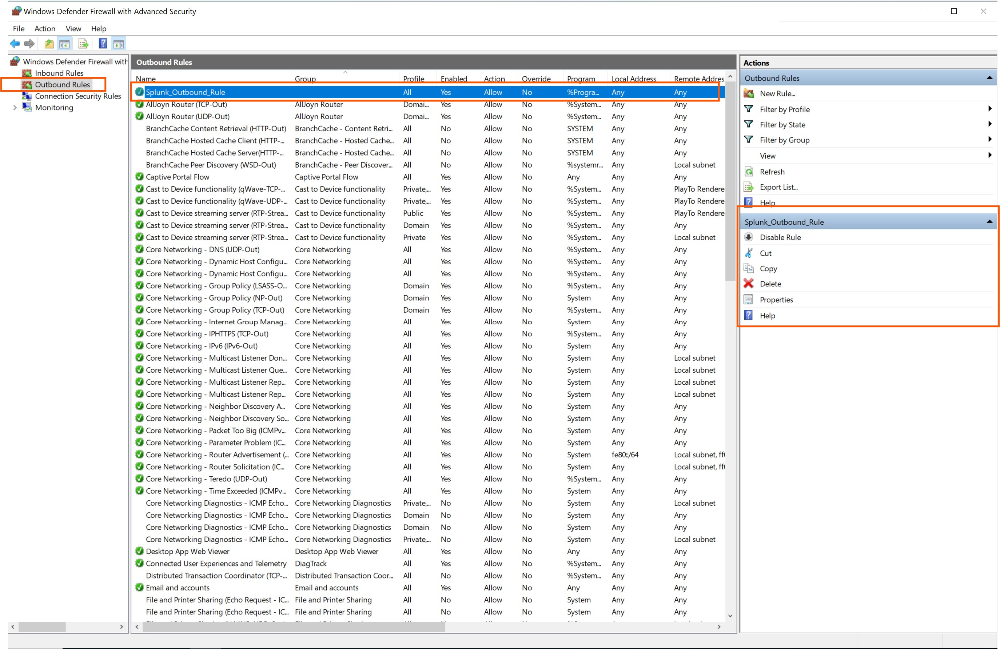 Windows Defender Firewall with Advanced Security
File Action View Help
Windows Defender Firewall with
Inbound Rules
Outbound Rules
Connection Security Rules
Monitoring
Outbound Rules
Name Group Profile Enabled Action Override Program Local Address Remote Addres
Splunk_Outbound_Rule All Yes Allow No %Progra... Any Any
AllJoyn Router (TCP-Out) AllJoyn Router Domai... Yes Allow No %System... Any Any
AllJoyn Router (UDP-Out) AllJoyn Router Domai... Yes Allow No %System... Any Any
BranchCache Content Retrieval (HTTP-Out) BranchCache - Content Retri... All No Allow No SYSTEM Any Any
BranchCache Hosted Cache Client (HTTP-... BranchCache - Hosted Cache... All No Allow No SYSTEM Any Any
BranchCache Hosted Cache Server(HTTP-... BranchCache - Hosted Cache... All No Allow No SYSTEM Any Any
BranchCache Peer Discovery (WSD-Out) BranchCache - Peer Discover... All No Allow No %systemr... Any Local subnet
Captive Portal Flow Captive Portal Flow All Yes Allow No Any Any Any
Cast to Device functionality (qWave-TCP-... Cast to Device functionality Private,... Yes Allow No %System... Any PlayTo Rendere
Cast to Device functionality (qWave-UDP-... Cast to Device functionality Private,... Yes Allow No %System... Any PlayTo Rendere
Cast to Device streaming server (RTP-Strea... Cast to Device functionality Public Yes Allow No %System... Any PlayTo Rendere
Cast to Device streaming server (RTP-Strea... Cast to Device functionality Domain Yes Allow No %System... Any Any
Cast to Device streaming server (RTP-Strea... Cast to Device functionality Private Yes Allow No %System... Any Local subnet
Core Networking - DNS (UDP-Out) Core Networking All Yes Allow No %System... Any Any
Core Networking - Dynamic Host Configu... Core Networking All Yes Allow No %System... Any Any
Core Networking - Dynamic Host Configu... Core Networking All Yes Allow No %System... Any Any
Core Networking - Group Policy (LSASS-O... Core Networking Domain Yes Allow No %System... Any Any
Core Networking - Group Policy (NP-Out) Core Networking Domain Yes Allow No System Any Any
Core Networking - Group Policy (TCP-Out) Core Networking Domain Yes Allow No %System... Any Any
Core Networking - Internet Group Manag... Core Networking All Yes Allow No System Any Any
Core Networking - IPHTTPS (TCP-Out) Core Networking All Yes Allow No %System... Any Any
Core Networking - IPv6 (IPv6-Out) Core Networking All Yes Allow No System Any Any
Core Networking - Multicast Listener Don... Core Networking All Yes Allow No System Any Local subnet
Core Networking - Multicast Listener Que... Core Networking All Yes Allow No System Any Local subnet
Core Networking - Multicast Listener Rep... Core Networking All Yes Allow No System Any Local subnet
Core Networking - Multicast Listener Rep... Core Networking All Yes Allow No System Any Local subnet
Core Networking - Neighbor Discovery A... Core Networking All Yes Allow No System Any Any
Core Networking - Neighbor Discovery So... Core Networking All Yes Allow No System Any Any
Core Networking - Packet Too Big (ICMPv... Core Networking All Yes Allow No System Any Any
Core Networking - Parameter Problem (IC... Core Networking All Yes Allow No System Any Any
Core Networking - Router Advertisement (... Core Networking All Yes Allow No System fe80::/64 Local subnet, ff0
Core Networking - Router Solicitation (IC... Core Networking All Yes Allow No System Any Local subnet, ff0
Core Networking - Teredo (UDP-Out) Core Networking All Yes Allow No %System... Any Any
Core Networking - Time Exceeded (ICMPv... Core Networking All Yes Allow No System Any Any
Core Networking Diagnostics - ICMP Echo... Core Networking Diagnostics Private,... No Allow No System Any Local subnet
Core Networking Diagnostics - ICMP Echo... Core Networking Diagnostics Domain No Allow No System Any Any
Core Networking Diagnostics - ICMP Echo... Core Networking Diagnostics Domain No Allow No System Any Any
Core Networking Diagnostics - ICMP Echo... Core Networking Diagnostics Private,... No Allow No System Any Local subnet
Desktop App Web Viewer Desktop App Web Viewer All Yes Allow No Any Any Any
Connected User Experiences and Telemetry DiagTrack All Yes Allow No %System... Any Any
Distributed Transaction Coordinator (TCP-... Distributed Transaction Coor... All No Allow No %System... Any Any
Email and accounts Email and accounts All Yes Allow No Any Any Any
File and Printer Sharing (Echo Request - IC... File and Printer Sharing All No Allow No System Any Any
File and Printer Sharing (Echo Request - IC... File and Printer Sharing All No Allow No System Any Any
Actions
Outbound Rules
New Rule...
Filter by Profile
Filter by State
Filter by Group
View
Refresh
Export List...
Help
Splunk_Outbound_Rule
Disable Rule
Cut
Copy
Delete
Properties
Help